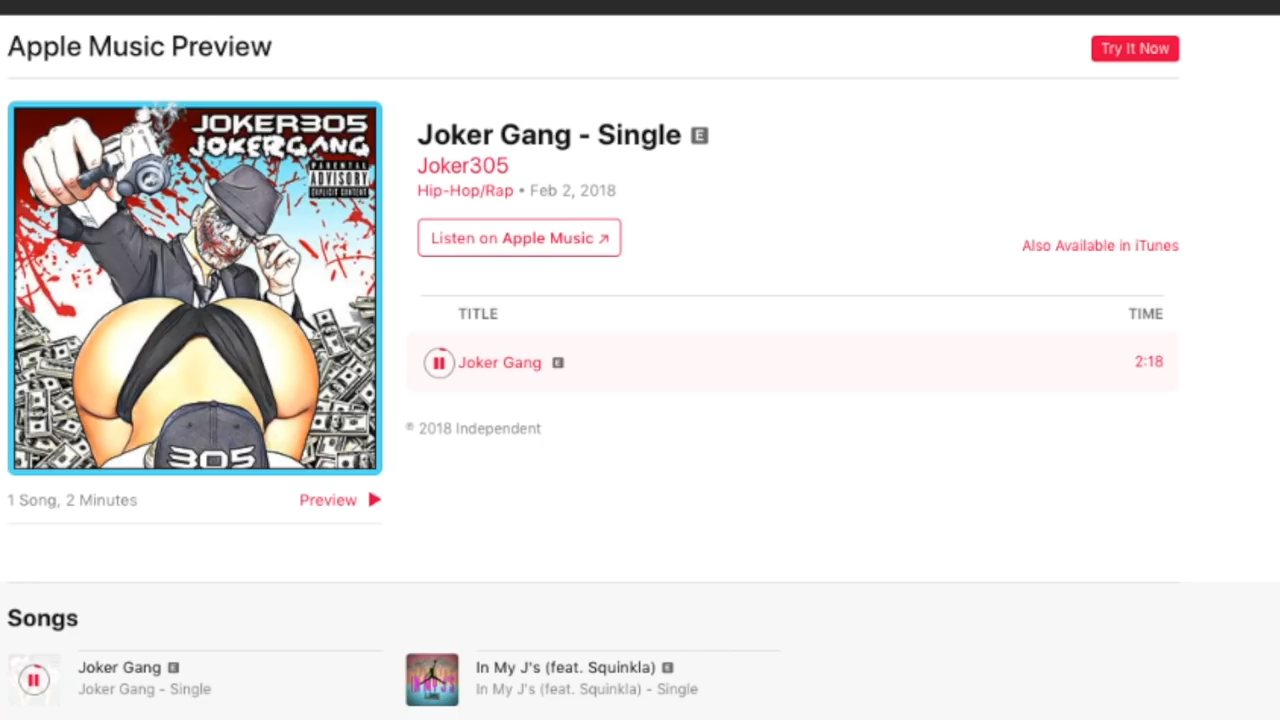 Apple Music Preview
Try It Now
JOKER305
JOKERGANG
PARENTAL
ADVISORY
EXPLICIT CONTENT
305
Joker Gang - Single E
Joker305
Hip-Hop/Rap • Feb 2, 2018
Listen on Apple Music ↗
Also Available in iTunes
TITLE TIME
Joker Gang E 2:18
℗ 2018 Independent
1 Song, 2 Minutes
Preview ▶
Songs
Joker Gang E
Joker Gang - Single
IN MY J'S
In My J's (feat. Squinkla) E
In My J's (feat. Squinkla) - Single